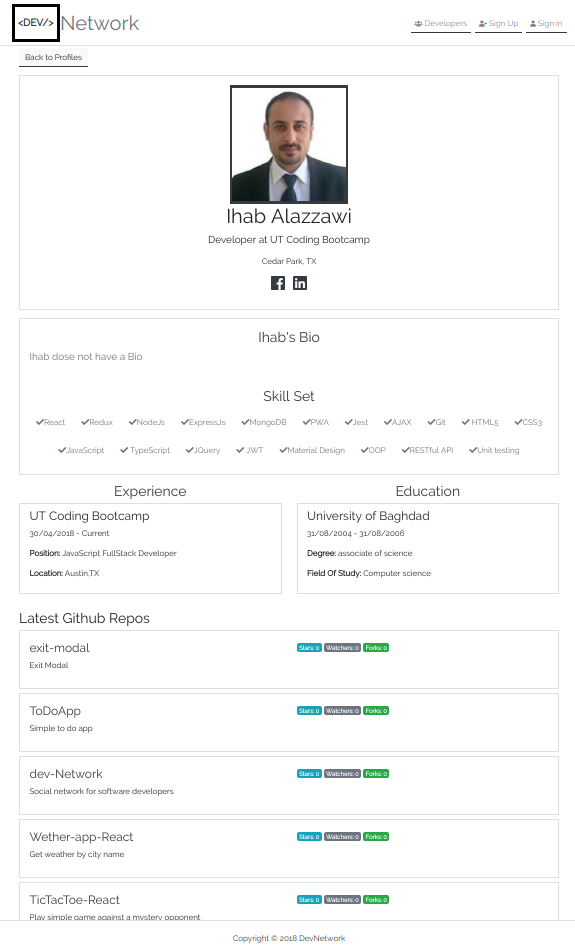 <DEV/> Network
Developers Sign Up Sign in
Back to Profiles
Ihab Alazzawi
Developer at UT Coding Bootcamp
Cedar Park, TX
Ihab's Bio
Ihab dose not have a Bio
Skill Set
React Redux NodeJs ExpressJs MongoDB PWA Jest AJAX Git HTML5 CSS3
JavaScript TypeScript JQuery JWT Material Design OOP RESTful API Unit testing
Experience
UT Coding Bootcamp
30/04/2018 - Current
Position: JavaScript FullStack Developer
Location: Austin,TX
Education
University of Baghdad
31/08/2004 - 31/08/2006
Degree: associate of science
Field Of Study: Computer science
Latest Github Repos
exit-modal
Stars: 0 Watchers: 0 Forks: 0
Exit Modal
ToDoApp
Stars: 0 Watchers: 0 Forks: 0
Simple to do app
dev-Network
Stars: 0 Watchers: 0 Forks: 0
Social network for software developers
Wether-app-React
Stars: 0 Watchers: 0 Forks: 0
Get weather by city name
TicTacToe-React
Stars: 0 Watchers: 0 Forks: 0
Play simple game against a mystery opponent
Copyright © 2018 DevNetwork